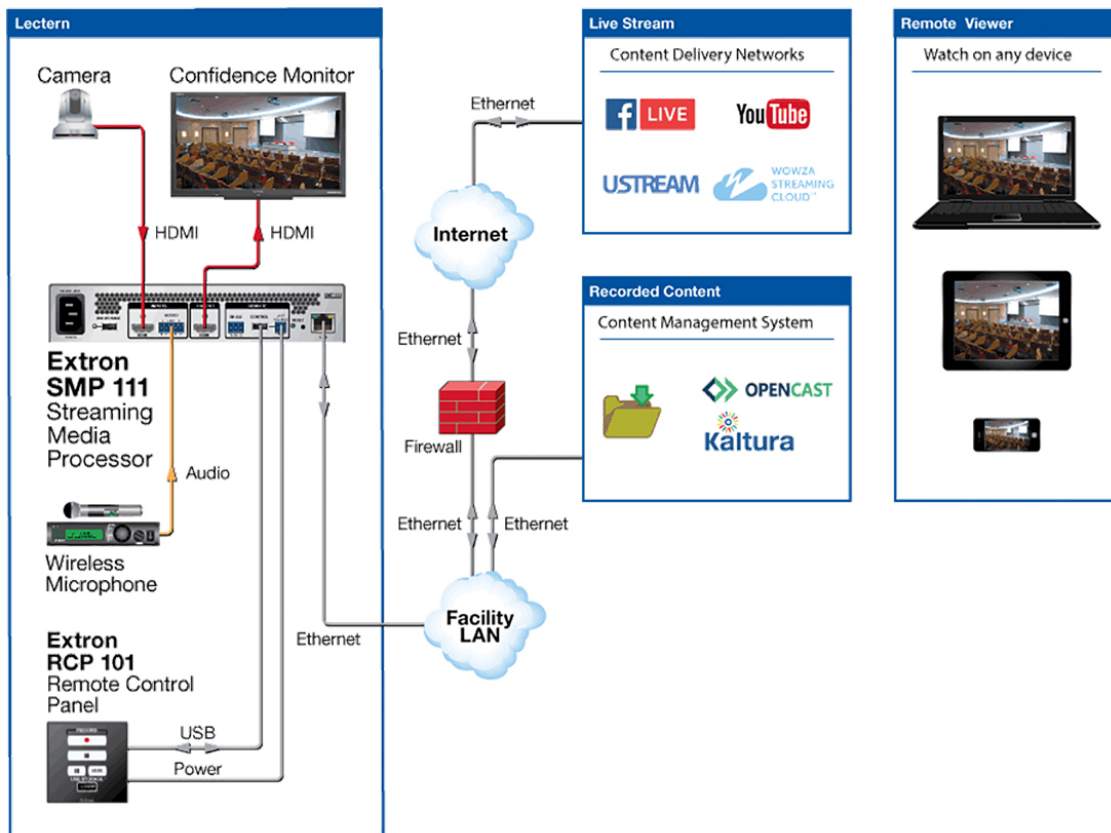 Lectern
Camera
Confidence Monitor
HDMI
HDMI
Extron
SMP 111
Streaming
Media
Processor
Audio
Wireless
Microphone
Extron
RCP 101
Remote Control
Panel
RECORD
USB
Power
Ethernet
Facility
LAN
Ethernet
Ethernet
Firewall
Ethernet
Internet
Ethernet
Live Stream
Content Delivery Networks
f LIVE
YouTube
USTREAM
WOWZA
STREAMING
CLOUD™
Recorded Content
Content Management System
OPENCAST
Kaltura
Remote Viewer
Watch on any device